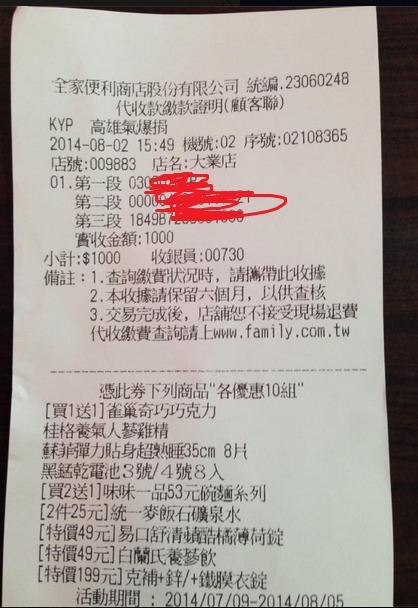 全家便利商店股份有限公司 統編.23060248
代收款繳款證明(顧客聯)
KYP 高雄氣爆捐
2014-08-02 15:49 機號:02 序號:02108365
店號:009883 店名:大業店
01.第一段
第二段
第三段
實收金額:1000
小計:$1000 收銀員:00730
備註:1.查詢繳費狀況時,請攜帶此收據
2.本收據請保留六個月,以供查核
3.交易完成後,店舖恕不接受現場退費
代收繳費查詢請上www.family.com.tw
憑此券下列商品"各優惠10組"
[買1送1]雀巢奇巧巧克力
桂格養氣人蔘雞精
蘇菲彈力貼身超熟睡35cm 8片
黑錳乾電池3號/4號8入
[買2送1]味味一品53元碗麵系列
[2件25元]統一麥飯石礦泉水
[特價49元]易口舒清蘋酷橘薄荷錠
[特價49元]白蘭氏養蔘飲
[特價199元]克補+鋅/+鐵膜衣錠
活動期間:2014/07/09-2014/08/05